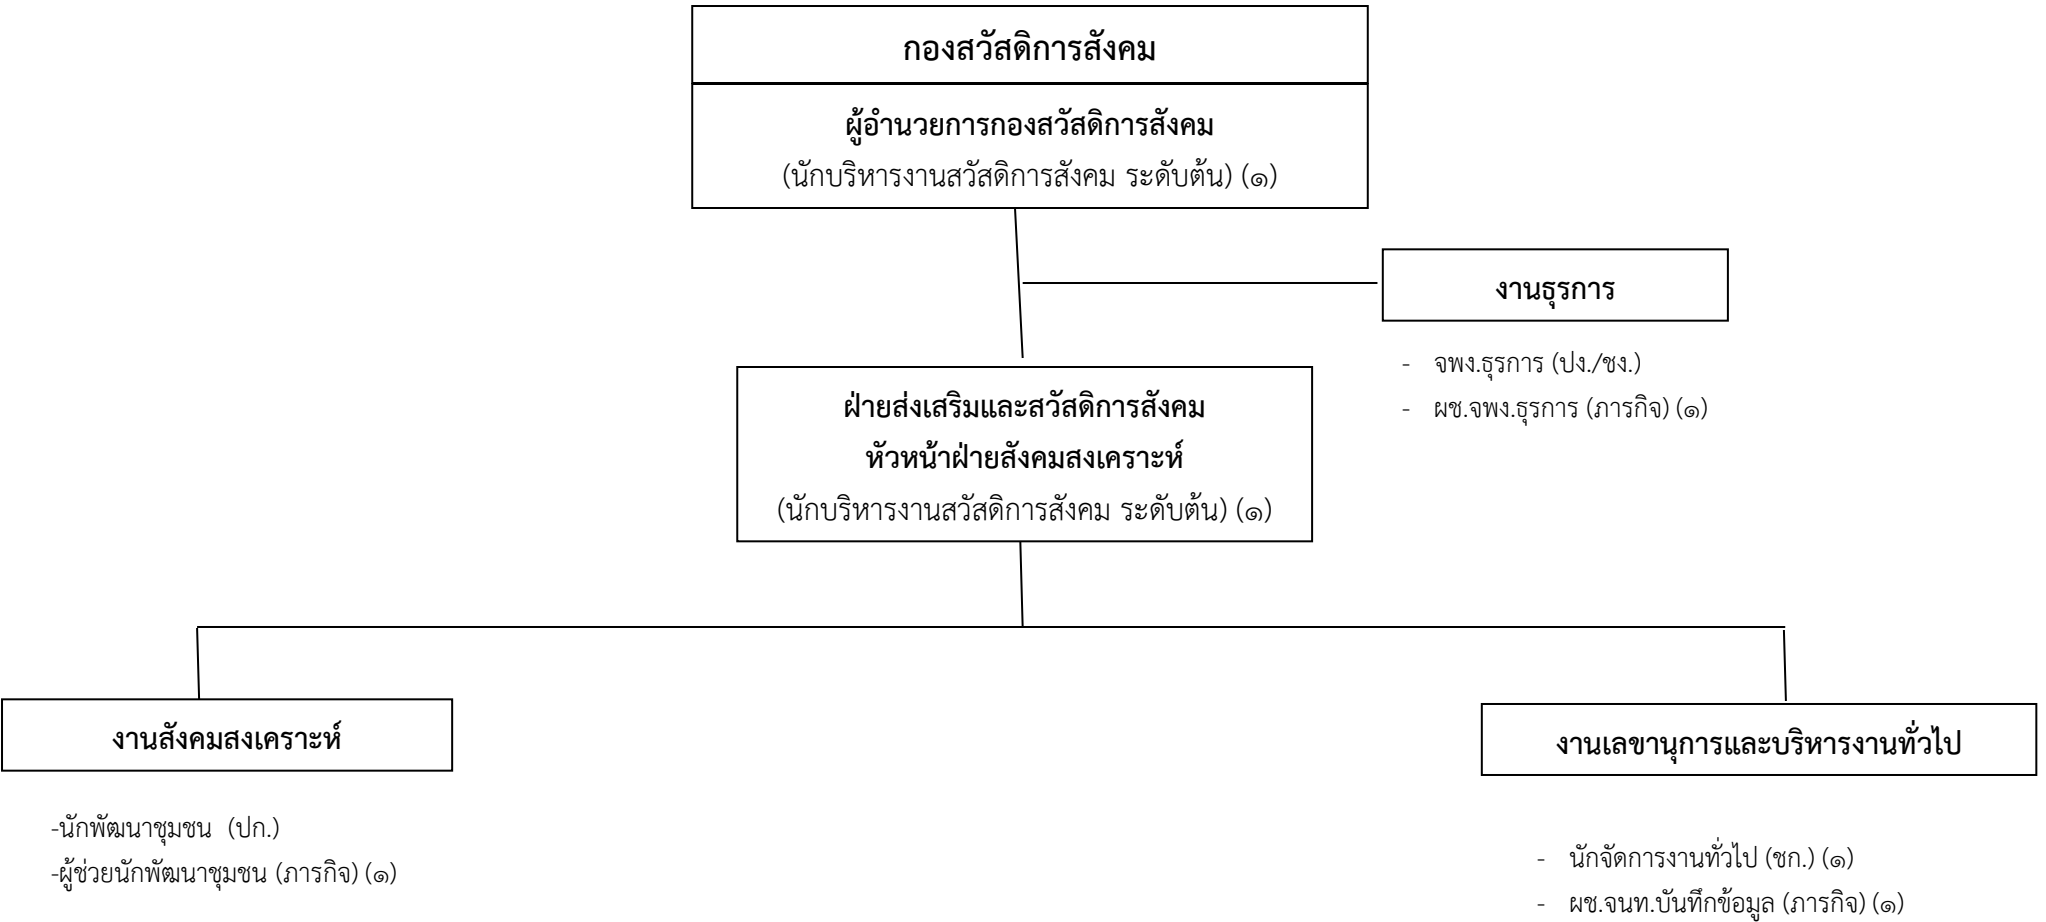 กองสวัสดิการสังคม
ผู้อำนวยการกองสวัสดิการสังคม
(นักบริหารงานสวัสดิการสังคม ระดับต้น) (๑)
งานธุรการ
- จพง.ธุรการ (ปง./ชง.)
- ผช.จพง.ธุรการ (ภารกิจ) (๑)
ฝ่ายส่งเสริมและสวัสดิการสังคม
หัวหน้าฝ่ายสังคมสงเคราะห์
(นักบริหารงานสวัสดิการสังคม ระดับต้น) (๑)
งานสังคมสงเคราะห์
-นักพัฒนาชุมชน (ปก.)
-ผู้ช่วยนักพัฒนาชุมชน (ภารกิจ) (๑)
งานเลขานุการและบริหารงานทั่วไป
- นักจัดการงานทั่วไป (ชก.) (๑)
- ผช.จนท.บันทึกข้อมูล (ภารกิจ) (๑)